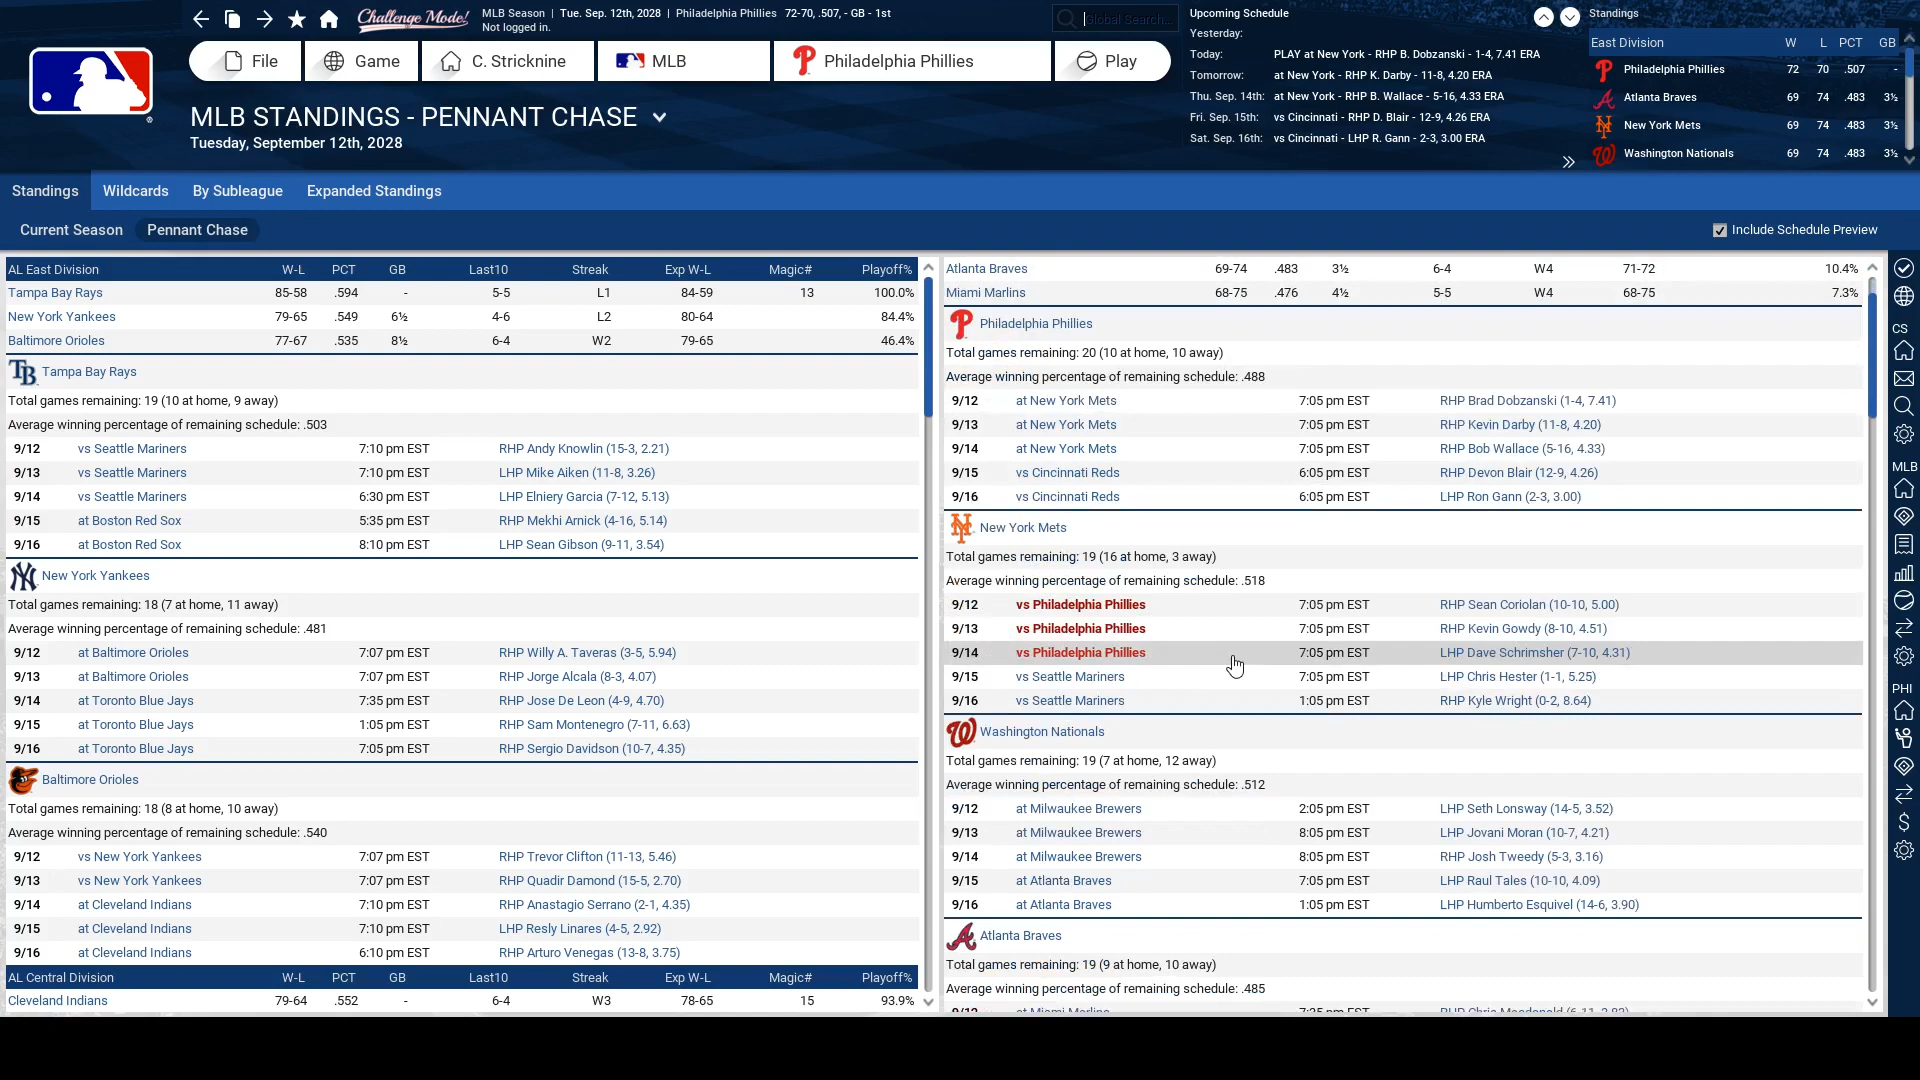 Challenge Mode!
MLB Season | Tue. Sep. 12th, 2028 | Philadelphia Phillies 72-70, .507, - GB - 1st
Not logged in.
Global Search...
File
Game
C. Stricknine
MLB
Philadelphia Phillies
Play
MLB STANDINGS - PENNANT CHASE
Tuesday, September 12th, 2028
Upcoming Schedule
Yesterday:
Today: PLAY at New York - RHP B. Dobzanski - 1-4, 7.41 ERA
Tomorrow: at New York - RHP K. Darby - 11-8, 4.20 ERA
Thu. Sep. 14th: at New York - RHP B. Wallace - 5-16, 4.33 ERA
Fri. Sep. 15th: vs Cincinnati - RHP D. Blair - 12-9, 4.26 ERA
Sat. Sep. 16th: vs Cincinnati - LHP R. Gann - 2-3, 3.00 ERA
Standings
East Division W L PCT GB
Philadelphia Phillies 72 70 .507 -
Atlanta Braves 69 74 .483 3½
New York Mets 69 74 .483 3½
Washington Nationals 69 74 .483 3½
Standings Wildcards By Subleague Expanded Standings
Current Season Pennant Chase
Include Schedule Preview
AL East Division W-L PCT GB Last10 Streak Exp W-L Magic# Playoff%
Tampa Bay Rays 85-58 .594 - 5-5 L1 84-59 13 100.0%
New York Yankees 79-65 .549 6½ 4-6 L2 80-64 84.4%
Baltimore Orioles 77-67 .535 8½ 6-4 W2 79-65 46.4%
TB Tampa Bay Rays
Total games remaining: 19 (10 at home, 9 away)
Average winning percentage of remaining schedule: .503
9/12 vs Seattle Mariners 7:10 pm EST RHP Andy Knowlin (15-3, 2.21)
9/13 vs Seattle Mariners 7:10 pm EST LHP Mike Aiken (11-8, 3.26)
9/14 vs Seattle Mariners 6:30 pm EST LHP Elniery Garcia (7-12, 5.13)
9/15 at Boston Red Sox 5:35 pm EST RHP Mekhi Arnick (4-16, 5.14)
9/16 at Boston Red Sox 8:10 pm EST LHP Sean Gibson (9-11, 3.54)
NY New York Yankees
Total games remaining: 18 (7 at home, 11 away)
Average winning percentage of remaining schedule: .481
9/12 at Baltimore Orioles 7:07 pm EST RHP Willy A. Taveras (3-5, 5.94)
9/13 at Baltimore Orioles 7:07 pm EST RHP Jorge Alcala (8-3, 4.07)
9/14 at Toronto Blue Jays 7:35 pm EST RHP Jose De Leon (4-9, 4.70)
9/15 at Toronto Blue Jays 1:05 pm EST RHP Sam Montenegro (7-11, 6.63)
9/16 at Toronto Blue Jays 7:05 pm EST RHP Sergio Davidson (10-7, 4.35)
Baltimore Orioles
Total games remaining: 18 (8 at home, 10 away)
Average winning percentage of remaining schedule: .540
9/12 vs New York Yankees 7:07 pm EST RHP Trevor Clifton (11-13, 5.46)
9/13 vs New York Yankees 7:07 pm EST RHP Quadir Damond (15-5, 2.70)
9/14 at Cleveland Indians 7:10 pm EST RHP Anastagio Serrano (2-1, 4.35)
9/15 at Cleveland Indians 7:10 pm EST LHP Resly Linares (4-5, 2.92)
9/16 at Cleveland Indians 6:10 pm EST RHP Arturo Venegas (13-8, 3.75)
AL Central Division W-L PCT GB Last10 Streak Exp W-L Magic# Playoff%
Cleveland Indians 79-64 .552 - 6-4 W3 78-65 15 93.9%
Atlanta Braves 69-74 .483 3½ 6-4 W4 71-72 10.4%
Miami Marlins 68-75 .476 4½ 5-5 W4 68-75 7.3%
P Philadelphia Phillies
Total games remaining: 20 (10 at home, 10 away)
Average winning percentage of remaining schedule: .488
9/12 at New York Mets 7:05 pm EST RHP Brad Dobzanski (1-4, 7.41)
9/13 at New York Mets 7:05 pm EST RHP Kevin Darby (11-8, 4.20)
9/14 at New York Mets 7:05 pm EST RHP Bob Wallace (5-16, 4.33)
9/15 vs Cincinnati Reds 6:05 pm EST RHP Devon Blair (12-9, 4.26)
9/16 vs Cincinnati Reds 6:05 pm EST LHP Ron Gann (2-3, 3.00)
NY New York Mets
Total games remaining: 19 (16 at home, 3 away)
Average winning percentage of remaining schedule: .518
9/12 vs Philadelphia Phillies 7:05 pm EST RHP Sean Coriolan (10-10, 5.00)
9/13 vs Philadelphia Phillies 7:05 pm EST RHP Kevin Gowdy (8-10, 4.51)
9/14 vs Philadelphia Phillies 7:05 pm EST LHP Dave Schrimsher (7-10, 4.31)
9/15 vs Seattle Mariners 7:05 pm EST LHP Chris Hester (1-1, 5.25)
9/16 vs Seattle Mariners 1:05 pm EST RHP Kyle Wright (0-2, 8.64)
W Washington Nationals
Total games remaining: 19 (7 at home, 12 away)
Average winning percentage of remaining schedule: .512
9/12 at Milwaukee Brewers 2:05 pm EST LHP Seth Lonsway (14-5, 3.52)
9/13 at Milwaukee Brewers 8:05 pm EST LHP Jovani Moran (10-7, 4.21)
9/14 at Milwaukee Brewers 8:05 pm EST RHP Josh Tweedy (5-3, 3.16)
9/15 at Atlanta Braves 7:05 pm EST LHP Raul Tales (10-10, 4.09)
9/16 at Atlanta Braves 1:05 pm EST LHP Humberto Esquivel (14-6, 3.90)
A Atlanta Braves
Total games remaining: 19 (9 at home, 10 away)
Average winning percentage of remaining schedule: .485
CS
MLB
PHI